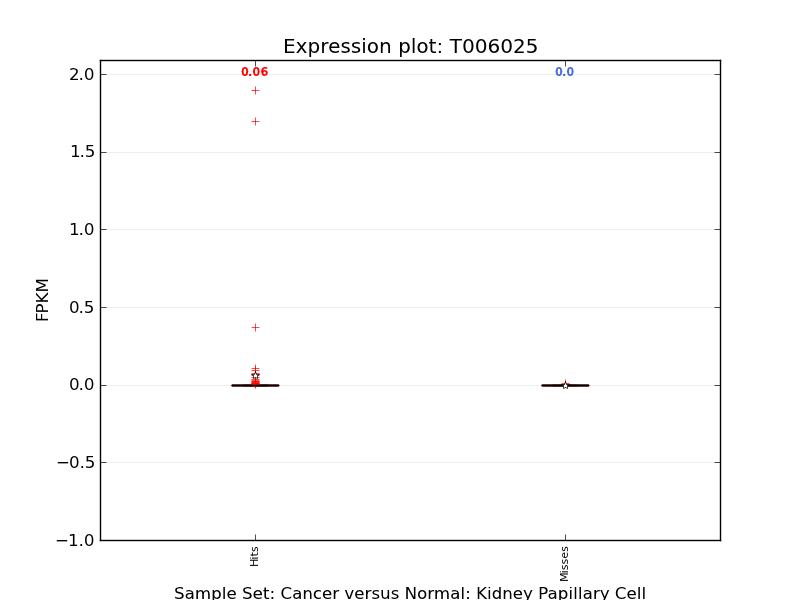 Expression plot: T006025
0.06
0.0
2.0
1.5
1.0
0.5
0.0
−0.5
−1.0
FPKM
Hits
Misses
Sample Set: Cancer versus Normal: Kidney Papillary Cell